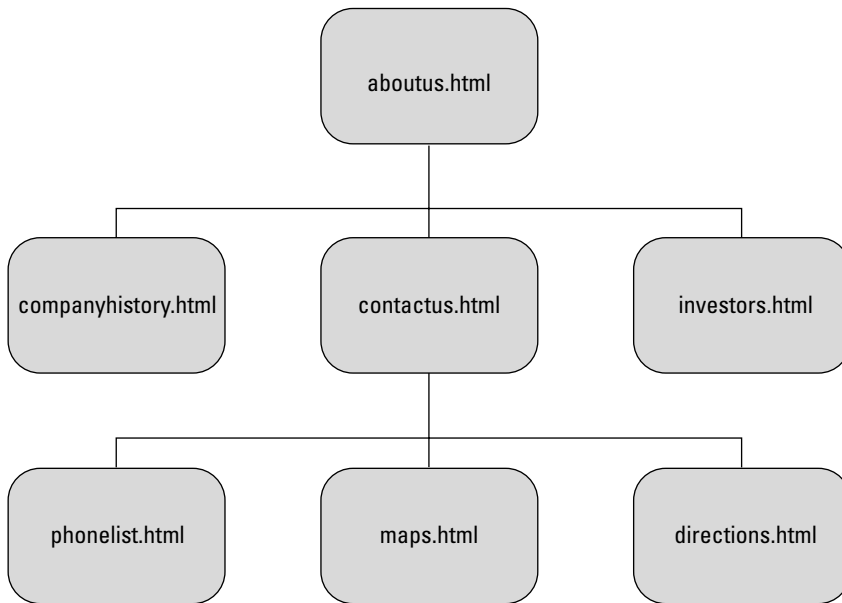 aboutus.html
companyhistory.html
contactus.html
investors.html
phonelist.html
maps.html
directions.html